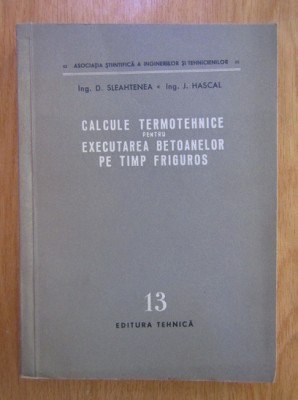 ASOCIAȚIA ȘTIINTIFICĂ A INGINERILOR ȘI TEHNICIENILOR
Ing. D. SLEAHTENEA • Ing. J. HASCAL
CALCULE TERMOTEHNICE
PENTRU
EXECUTAREA BETOANELOR
PE TIMP FRIGUROS
13
EDITURA TEHNICĂ